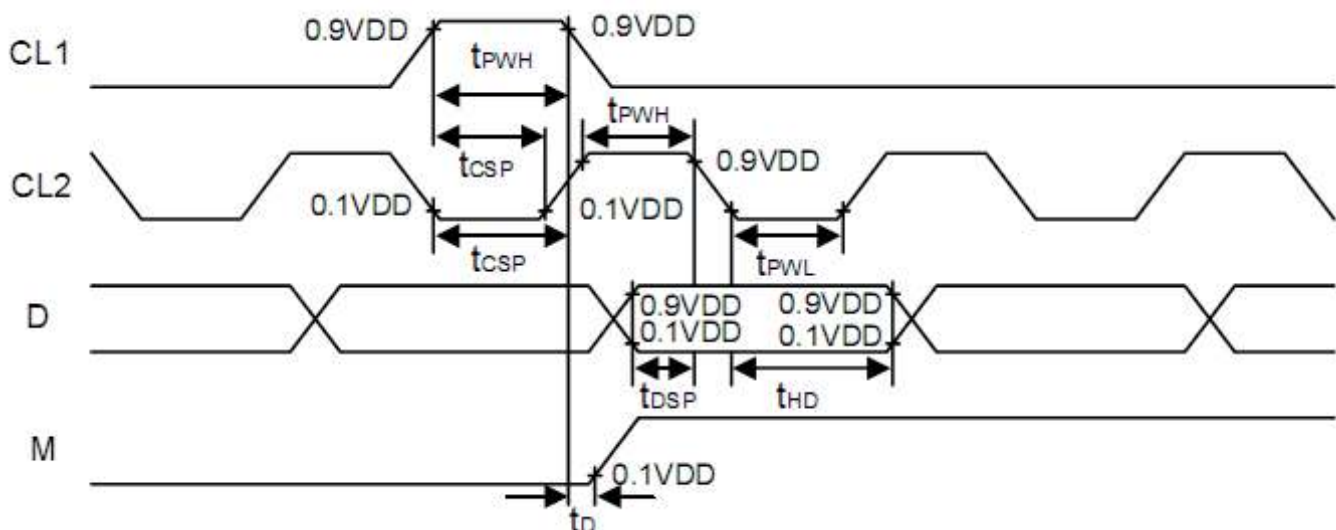 CL1
0.9VDD
0.9VDD
tPWH
tPWH
tCSP
CL2
0.1VDD
0.1VDD
0.9VDD
tCSP
tPWL
D
0.9VDD
0.9VDD
0.1VDD
0.1VDD
tDSP
tHD
M
0.1VDD
tD